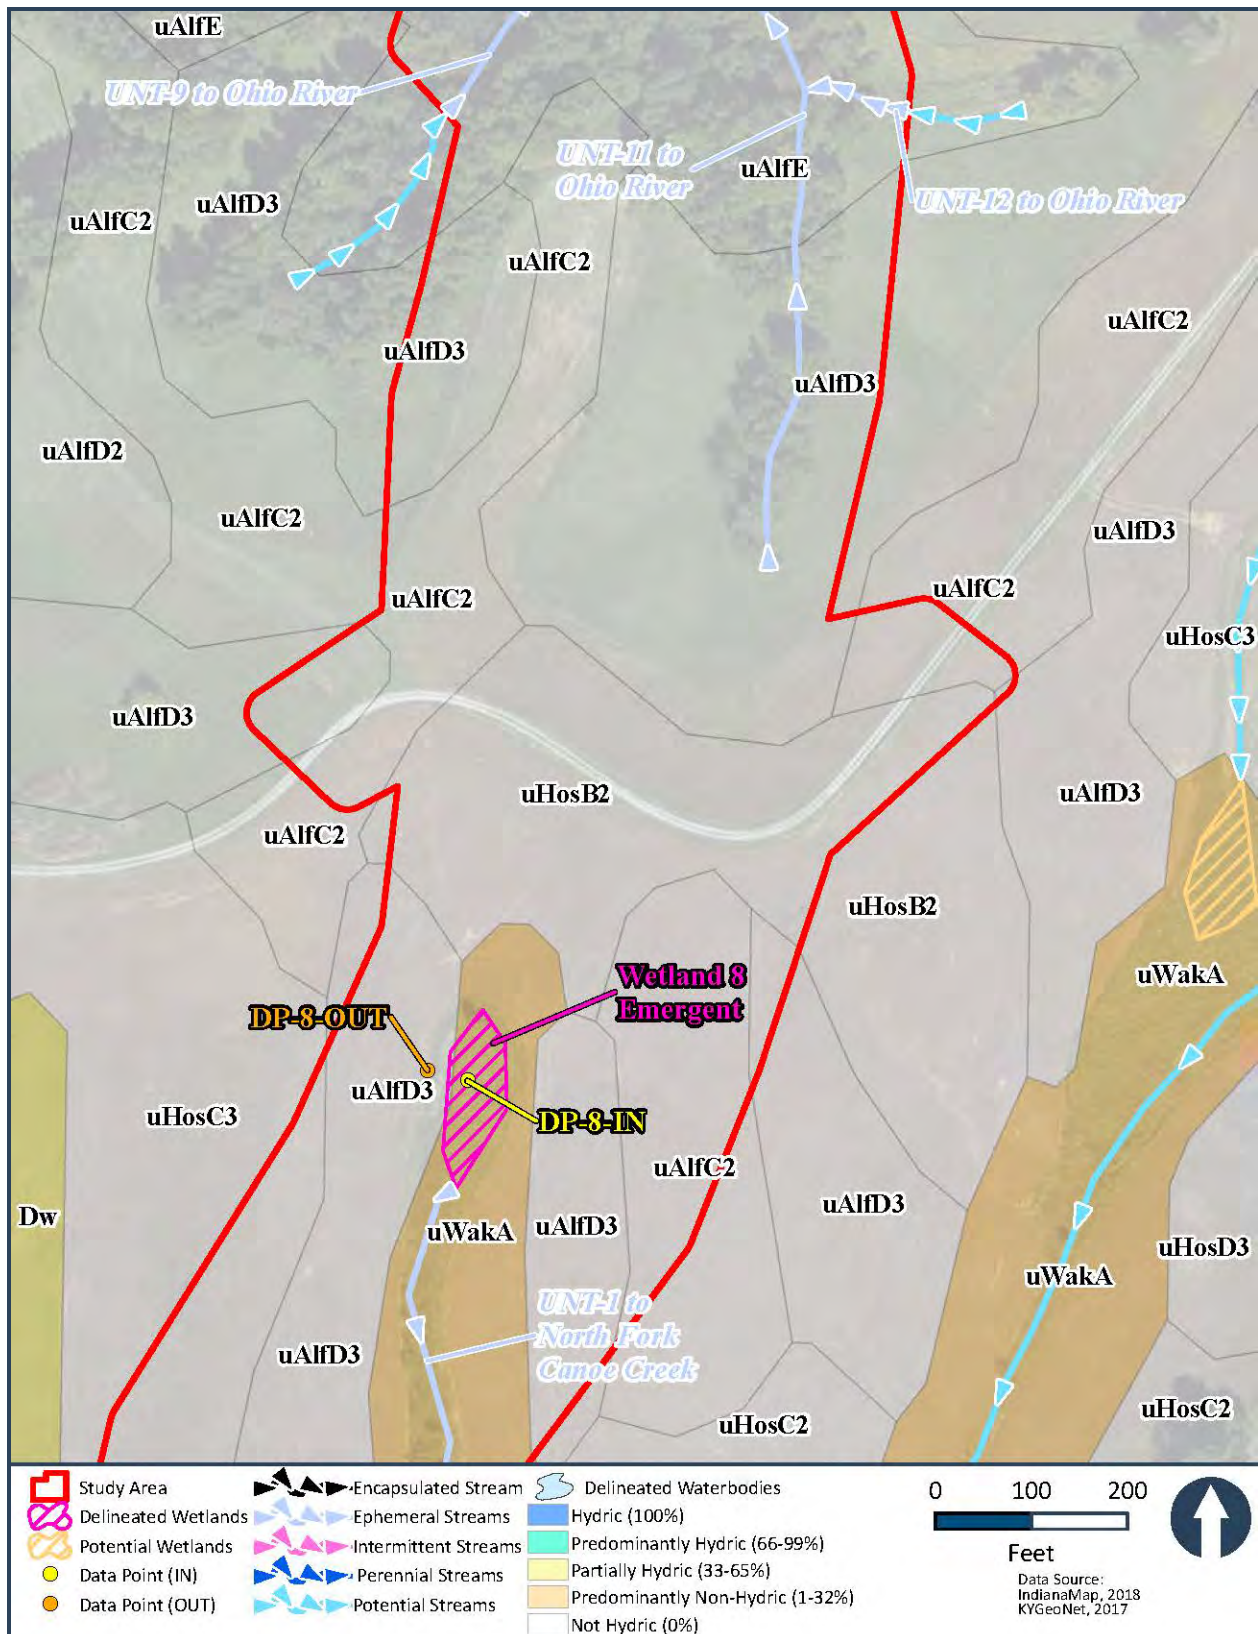 uAlfE
UNT-9 to Ohio River
UNT-11 to
Ohio River
uAlfE
UNT-12 to Ohio River
uAlfC2
uAlfD3
uAlfC2
uAlfC2
uAlfD3
uAlfD3
uAlfD2
uAlfC2
uAlfD3
uAlfC2
uAlfC2
uHosC3
uAlfD3
uHosB2
uAlfD3
uAlfC2
uHosB2
Wetland 8
Emergent
uWakA
DP-8-OUT
uAlfD3
uHosC3
DP-8-IN
uAlfC2
uAlfD3
Dw
uWakA
uAlfD3
uHosD3
uWakA
UNT-1 to
North Fork
Canoe Creek
uAlfD3
uHosC2
uHosC2
Study Area
Delineated Wetlands
Potential Wetlands
Data Point (IN)
Data Point (OUT)
Encapsulated Stream
Ephemeral Streams
Intermittent Streams
Perennial Streams
Potential Streams
Delineated Waterbodies
Hydric (100%)
Predominantly Hydric (66-99%)
Partially Hydric (33-65%)
Predominantly Non-Hydric (1-32%)
Not Hydric (0%)
0 100 200
Feet
Data Source:
IndianaMap, 2018
KYGeoNet, 2017